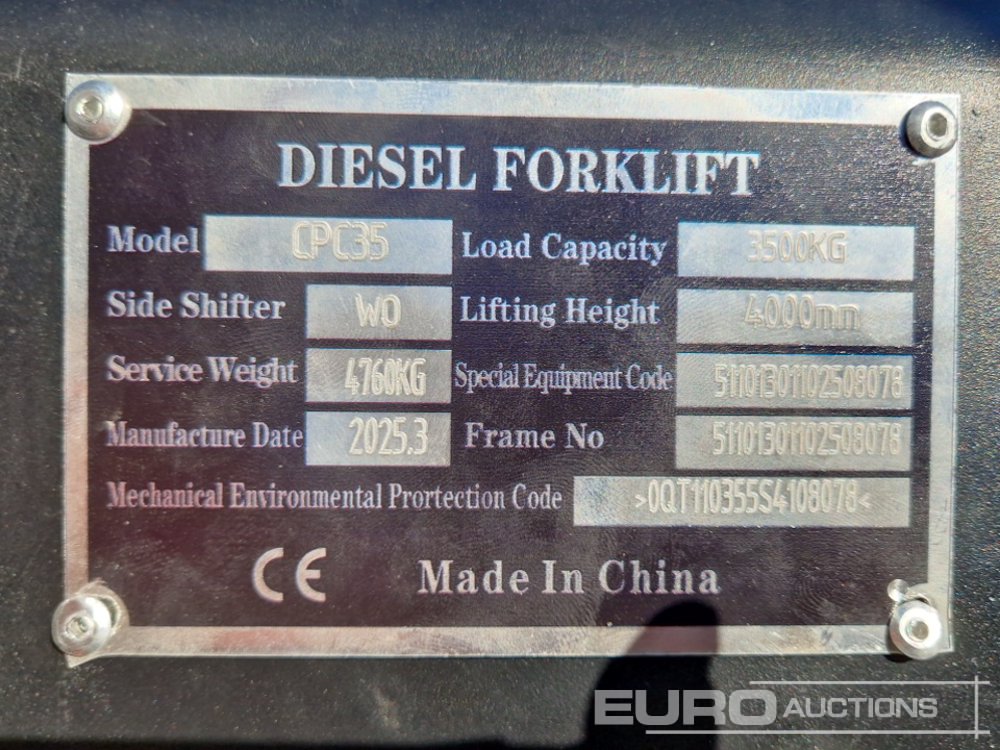 DIESEL FORKLIFT
Model CPC35 Load Capacity 3500KG
Side Shifter WO Lifting Height 4000mm
Service Weight 4760KG Special Equipment Code 51101301102508078
Manufacture Date 2025.3 Frame No 51101301102508078
Mechanical Environmental Prortection Code >0QT110355S4108078<
CE Made In China
EURO AUCTIONS